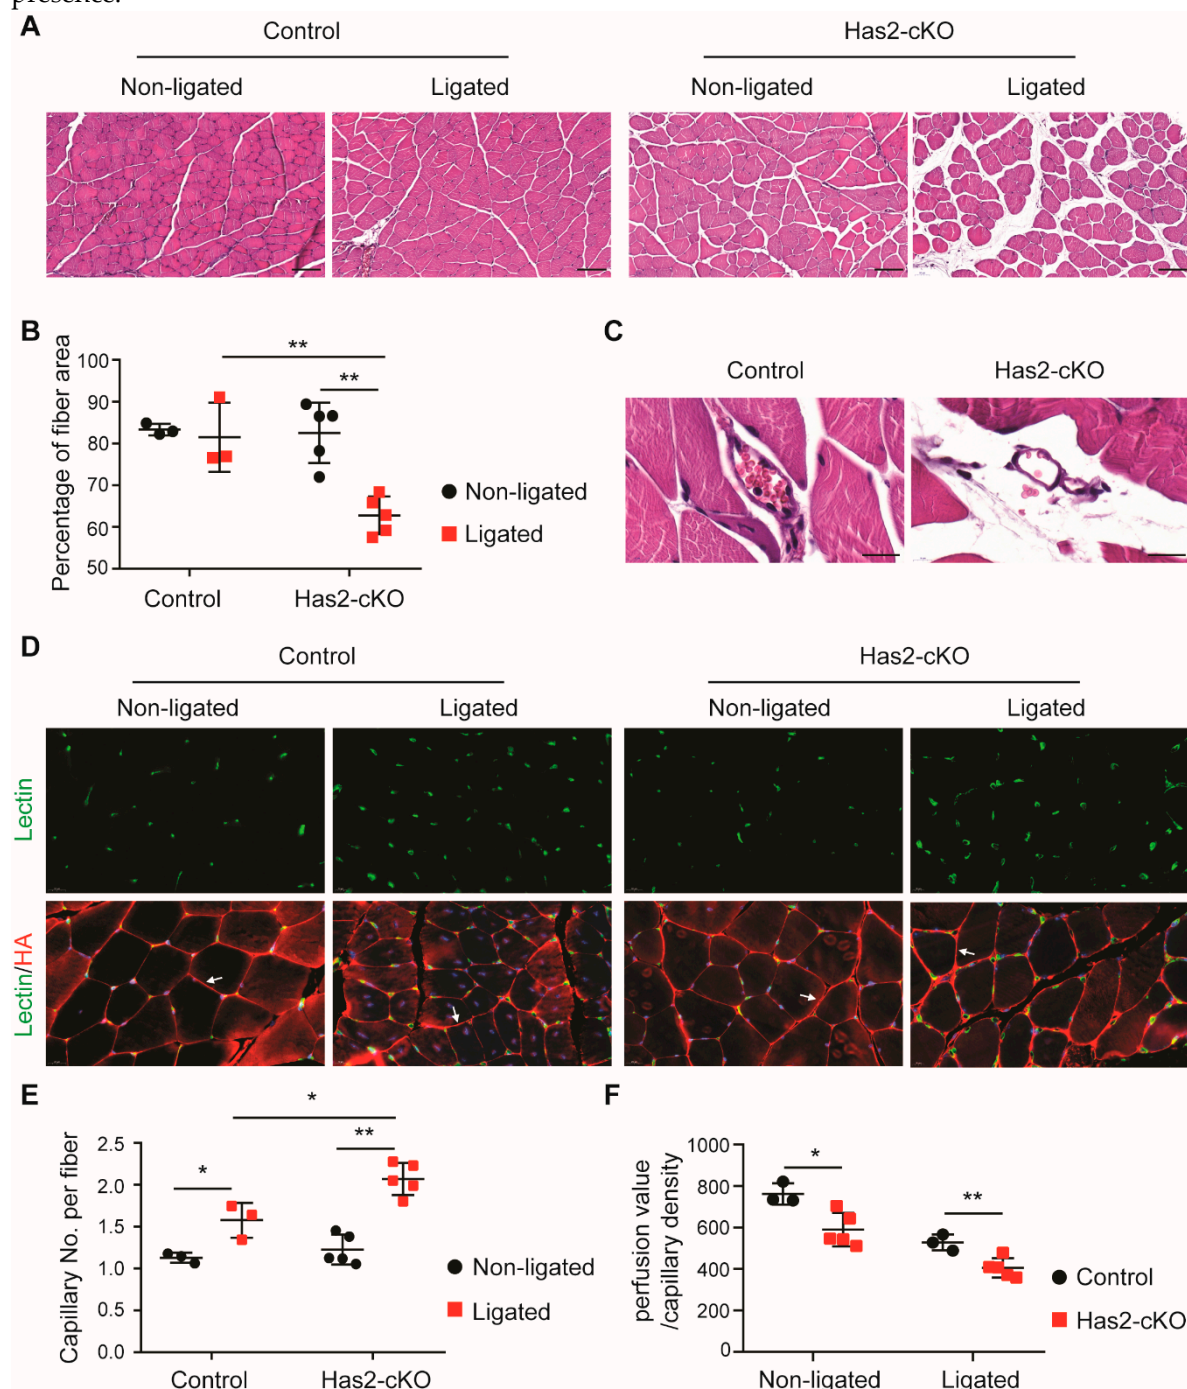 presence.
A
Control
Has2-cKO
Non-ligated
Ligated
Non-ligated
Ligated
B
Percentage of fiber area
100
90
80
70
60
50
**
**
Non-ligated
Ligated
Control
Has2-cKO
C
Control
Has2-cKO
D
Control
Has2-cKO
Non-ligated
Ligated
Non-ligated
Ligated
Lectin
Lectin/HA
E
Capillary No. per fiber
2.5
2.0
1.5
1.0
0.5
0.0
*
*
**
Non-ligated
Ligated
Control
Has2-cKO
F
perfusion value
/capillary density
1000
800
600
400
200
0
*
**
Control
Has2-cKO
Non-ligated
Ligated